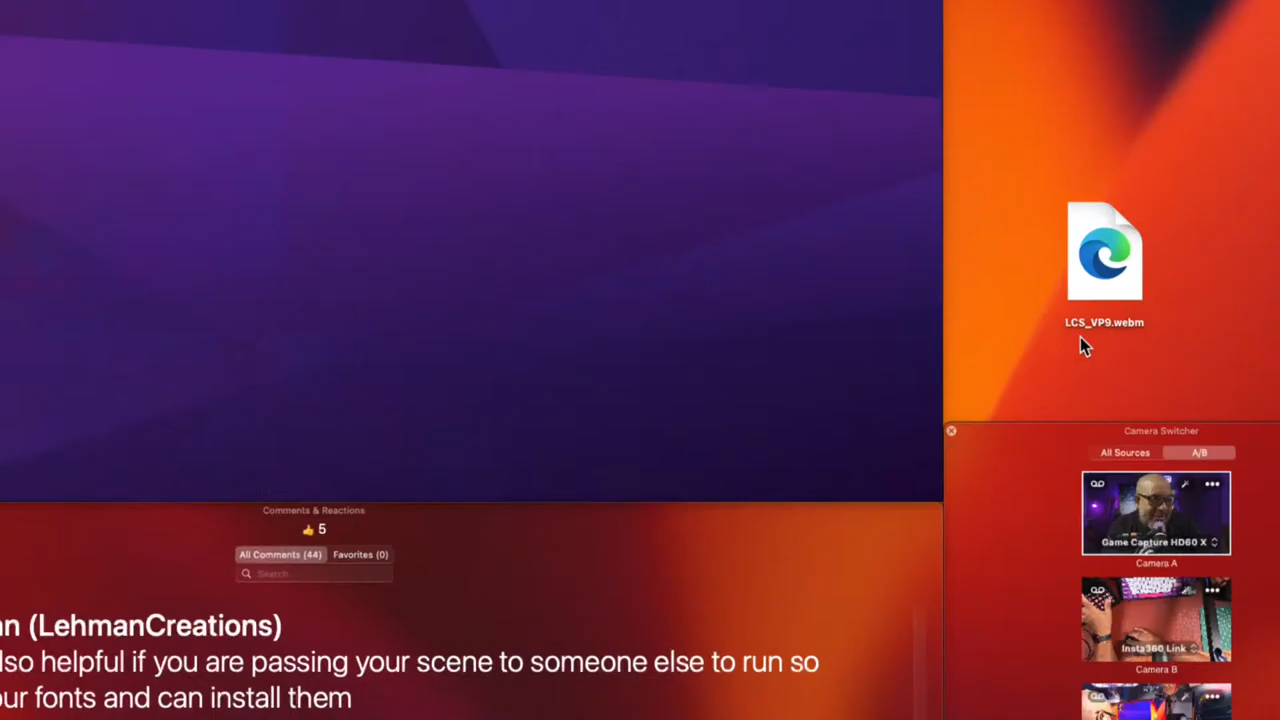 LCS_VP9.webm
Camera Switcher
All Sources
A/B
Game Capture HD60 X
Camera A
Insta360 Link
Camera B
Comments & Reactions
👍 5
All Comments (44)
Favorites (0)
Search...
an (LehmanCreations)
lso helpful if you are passing your scene to someone else to run so
our fonts and can install them